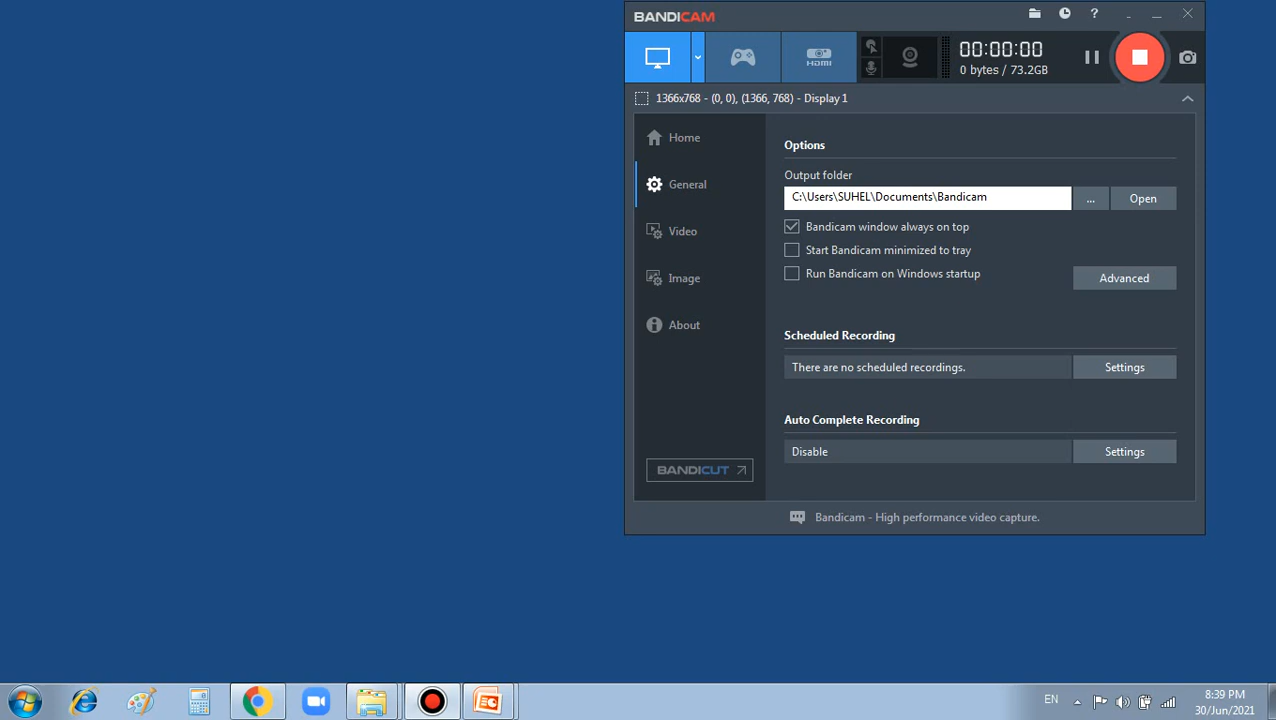 BANDICAM
?
HDMI
00:00:00
0 bytes / 73.2GB
1366x768 - (0, 0), (1366, 768) - Display 1
Home
General
Video
Image
About
BANDICUT
Options
Output folder
C:\Users\SUHEL\Documents\Bandicam
...
Open
Bandicam window always on top
Start Bandicam minimized to tray
Run Bandicam on Windows startup
Advanced
Scheduled Recording
There are no scheduled recordings.
Settings
Auto Complete Recording
Disable
Settings
Bandicam - High performance video capture.
EN
8:39 PM
30/Jun/2021